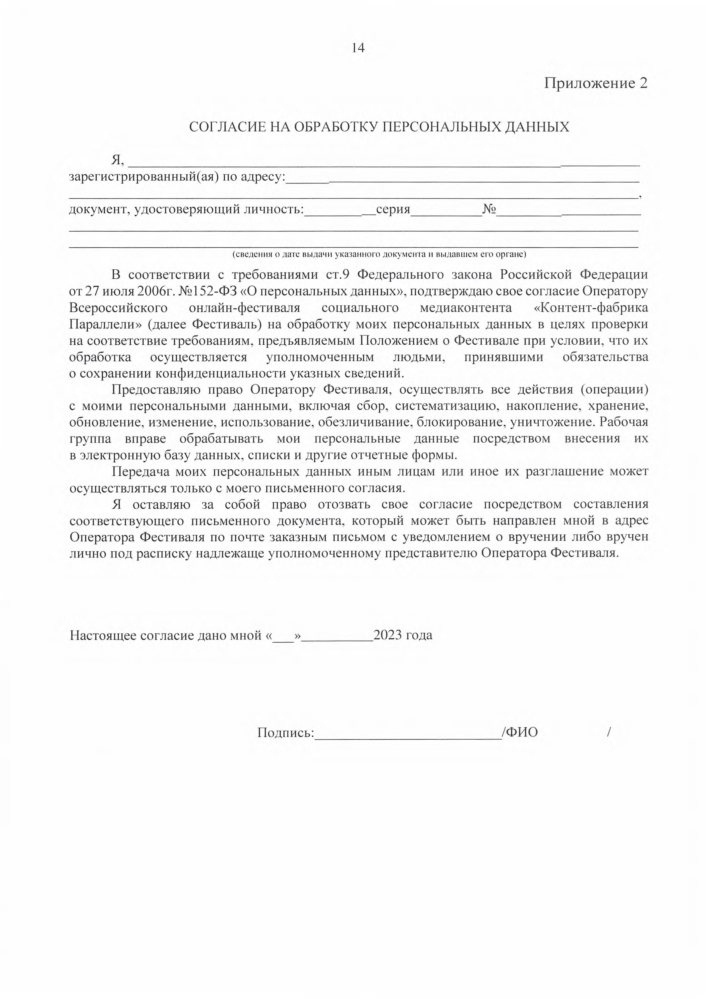 14
Приложение 2
СОГЛАСИЕ НА ОБРАБОТКУ ПЕРСОНАЛЬНЫХ ДАННЫХ
Я, ____________________________________________________________
зарегистрированный(ая) по адресу:______________________________________
________________________________________________________________,
документ, удостоверяющий личность:__________серия__________№____________________
________________________________________________________________
________________________________________________________________
(сведения о дате выдачи указанного документа и выдавшем его органе)
В соответствии с требованиями ст.9 Федерального закона Российской Федерации
от 27 июля 2006г. №152-ФЗ «О персональных данных», подтверждаю свое согласие Оператору
Всероссийского онлайн-фестиваля социального медиаконтента «Контент-фабрика
Параллели» (далее Фестиваль) на обработку моих персональных данных в целях проверки
на соответствие требованиям, предъявляемым Положением о Фестивале при условии, что их
обработка осуществляется уполномоченным людьми, принявшими обязательства
о сохранении конфиденциальности указных сведений.
Предоставляю право Оператору Фестиваля, осуществлять все действия (операции)
с моими персональными данными, включая сбор, систематизацию, накопление, хранение,
обновление, изменение, использование, обезличивание, блокирование, уничтожение. Рабочая
группа вправе обрабатывать мои персональные данные посредством внесения их
в электронную базу данных, списки и другие отчетные формы.
Передача моих персональных данных иным лицам или иное их разглашение может
осуществляться только с моего письменного согласия.
Я оставляю за собой право отозвать свое согласие посредством составления
соответствующего письменного документа, который может быть направлен мной в адрес
Оператора Фестиваля по почте заказным письмом с уведомлением о вручении либо вручен
лично под расписку надлежаще уполномоченному представителю Оператора Фестиваля.
Настоящее согласие дано мной «___»__________2023 года
Подпись:__________________________/ФИО /